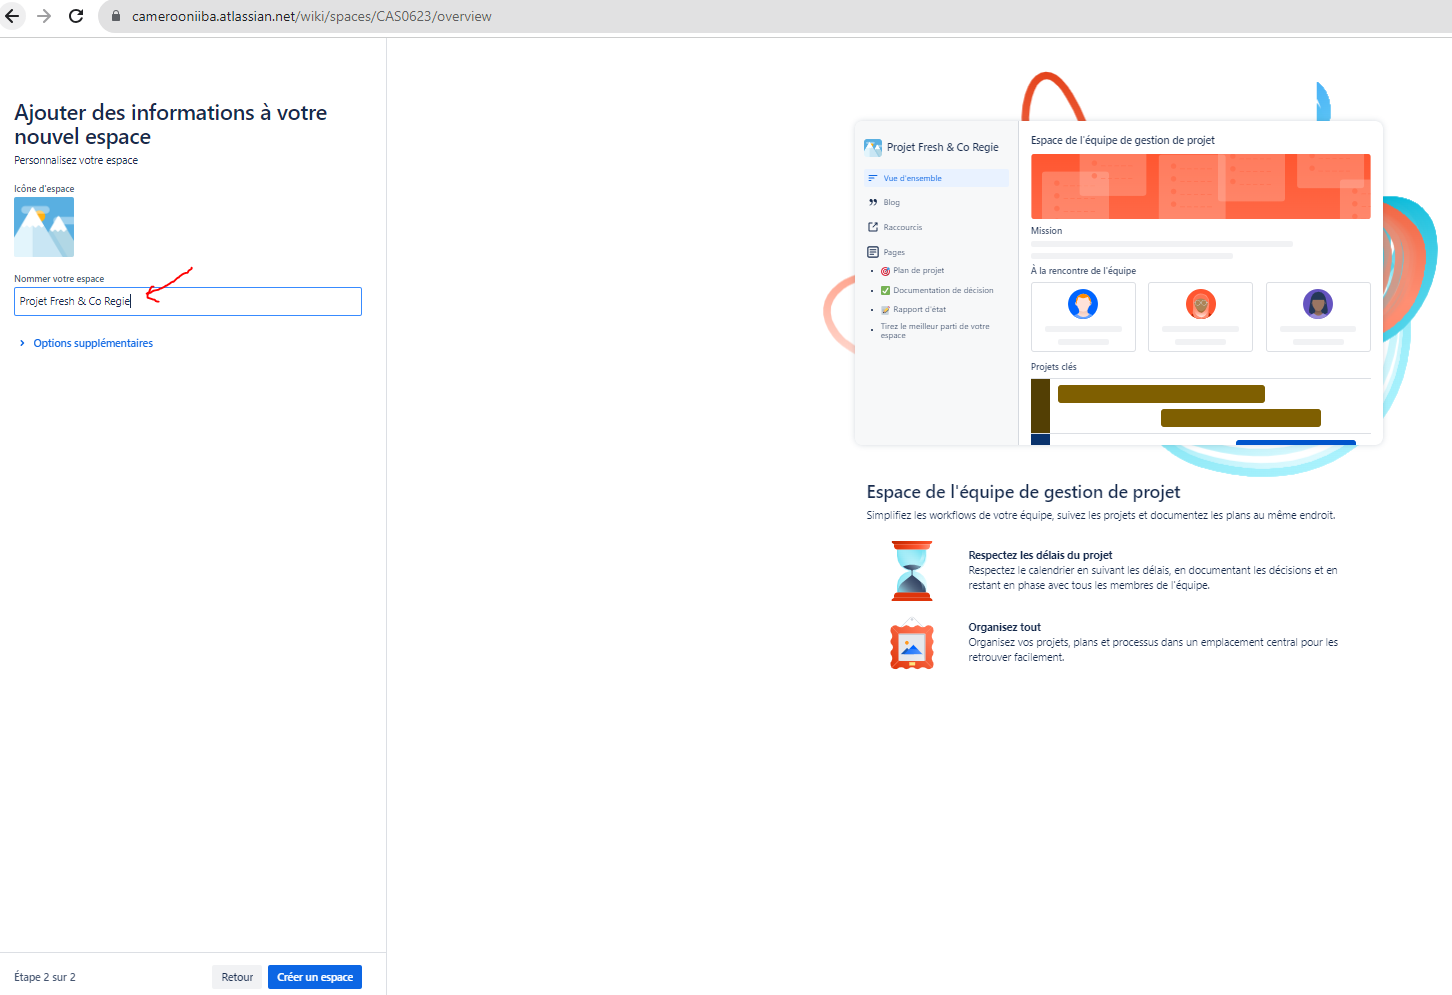 camerooniiba.atlassian.net/wiki/spaces/CAS0623/overview
Ajouter des informations à votre
nouvel espace
Personnalisez votre espace
Icône d'espace
Nommer votre espace
Projet Fresh & Co Regie
Options supplémentaires
Étape 2 sur 2
Retour
Créer un espace
Projet Fresh & Co Regie
Vue d'ensemble
Blog
Raccourcis
Pages
Plan de projet
Documentation de décision
Rapport d'état
Tirez le meilleur parti de votre
espace
Espace de l'équipe de gestion de projet
Mission
À la rencontre de l'équipe
Projets clés
Espace de l'équipe de gestion de projet
Simplifiez les workflows de votre équipe, suivez les projets et documentez les plans au même endroit.
Respectez les délais du projet
Respectez le calendrier en suivant les délais, en documentant les décisions et en
restant en phase avec tous les membres de l'équipe.
Organisez tout
Organisez vos projets, plans et processus dans un emplacement central pour les
retrouver facilement.